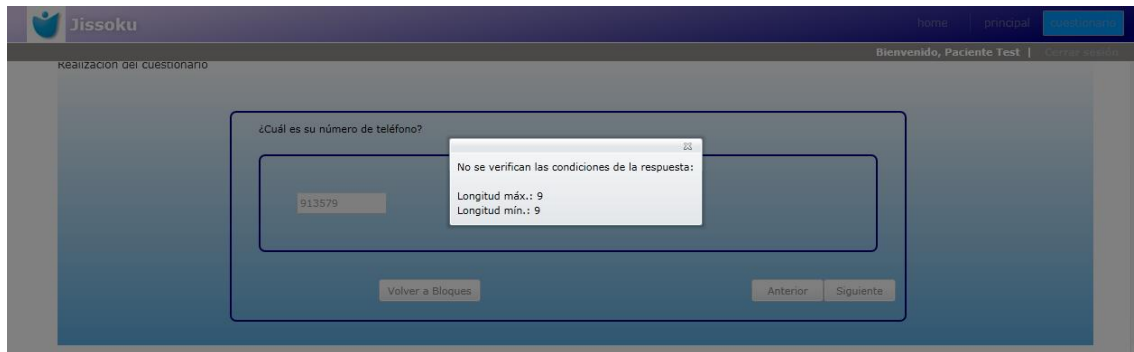 Jissoku
home principal cuestionario
Bienvenido, Paciente Test | Cerrar sesión
Realización del cuestionario
¿Cuál es su número de teléfono?
No se verifican las condiciones de la respuesta:
913579
Longitud máx.: 9
Longitud mín.: 9
Volver a Bloques
Anterior Siguiente